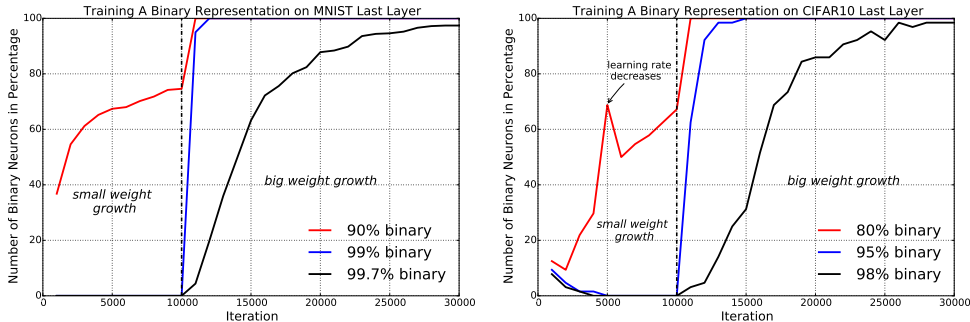 Training A Binary Representation on MNIST Last Layer
Number of Binary Neurons in Percentage
100
80
60
40
20
0
small weight
growth
big weight growth
90% binary
99% binary
99.7% binary
0 5000 10000 15000 20000 25000 30000
Iteration
Training A Binary Representation on CIFAR10 Last Layer
Number of Binary Neurons in Percentage
100
80
60
40
20
0
learning rate
decreases
small weight
growth
big weight growth
80% binary
95% binary
98% binary
0 5000 10000 15000 20000 25000 30000
Iteration